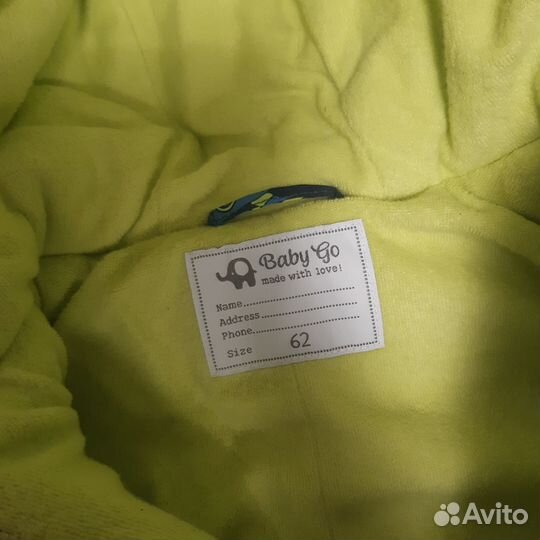 Baby Go
made with love!
Name
Address
Phone
Size 62
Avito